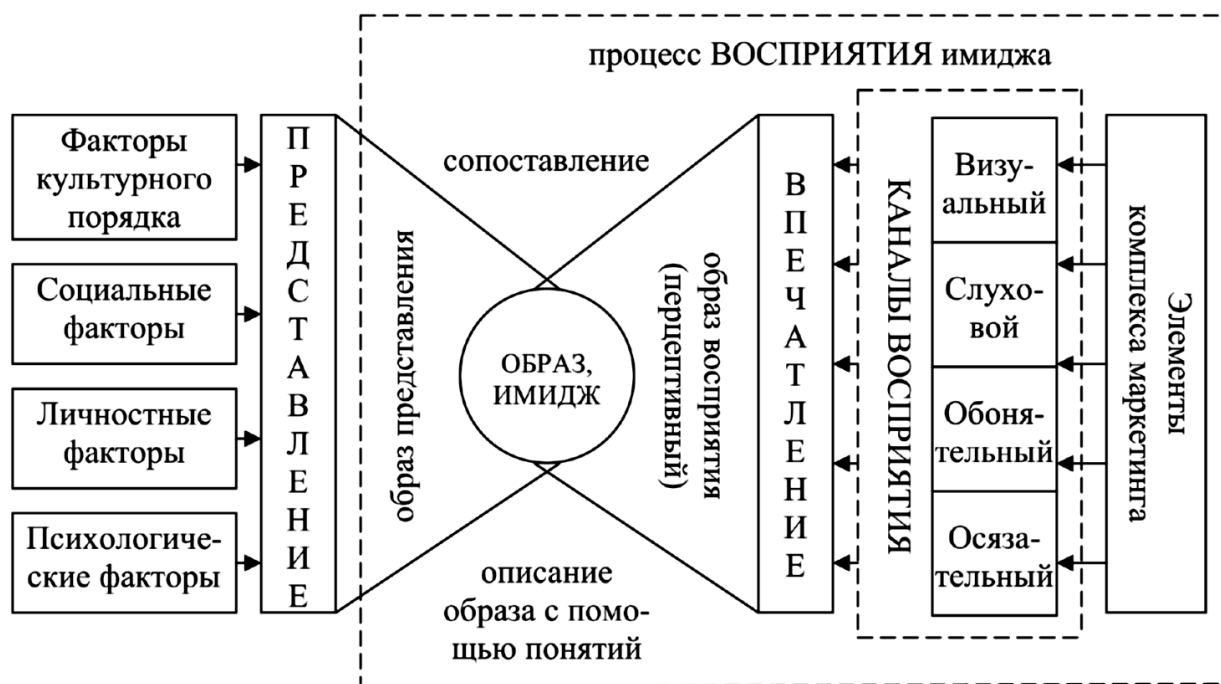 процесс ВОСПРИЯТИЯ имиджа
Факторы
культурного
порядка
Социальные
факторы
Личностные
факторы
Психологиче-
ские факторы
ПРЕДСТАВЛЕНИЕ
образ представления
сопоставление
ОБРАЗ,
ИМИДЖ
описание
образа с помо-
щью понятий
образ восприятия
(перцептивный)
ВПЕЧАТЛЕНИЕ
КАНАЛЫ ВОСПРИЯТИЯ
Визу-
альный
Слухо-
вой
Обоня-
тельный
Осяза-
тельный
Элементы
комплекса маркетинга